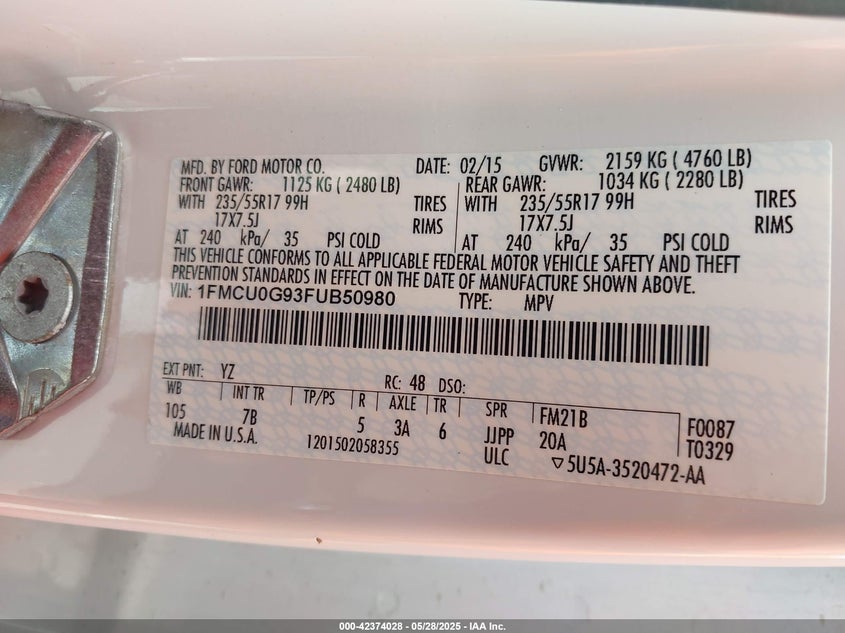 MFD. BY FORD MOTOR CO. DATE: 02/15 GVWR: 2159 KG ( 4760 LB)
FRONT GAWR: 1125 KG ( 2480 LB) REAR GAWR: 1034 KG ( 2280 LB)
WITH 235/55R17 99H TIRES WITH 235/55R17 99H TIRES
17X7.5J RIMS 17X7.5J RIMS
AT 240 kPa/ 35 PSI COLD AT 240 kPa/ 35 PSI COLD
THIS VEHICLE CONFORMS TO ALL APPLICABLE FEDERAL MOTOR VEHICLE SAFETY AND THEFT
PREVENTION STANDARDS IN EFFECT ON THE DATE OF MANUFACTURE SHOWN ABOVE.
VIN: 1FMCU0G93FUB50980 TYPE: MPV
EXT PNT: YZ RC: 48 DSO:
WB INT TR TP/PS R AXLE TR SPR FM21B F0087
105 7B 5 3A 6 JJPP 20A T0329
MADE IN U.S.A. 1201502058355 ULC ▽5U5A-3520472-AA
000-42374028 - 05/28/2025 - IAA Inc.